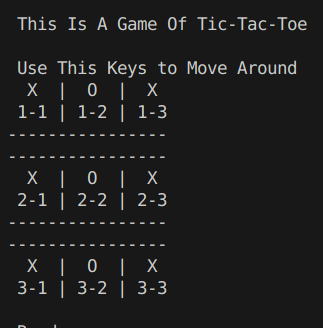 This Is A Game Of Tic-Tac-Toe
Use This Keys to Move Around
X | O | X
1-1 | 1-2 | 1-3
----------------
----------------
X | O | X
2-1 | 2-2 | 2-3
----------------
----------------
X | O | X
3-1 | 3-2 | 3-3